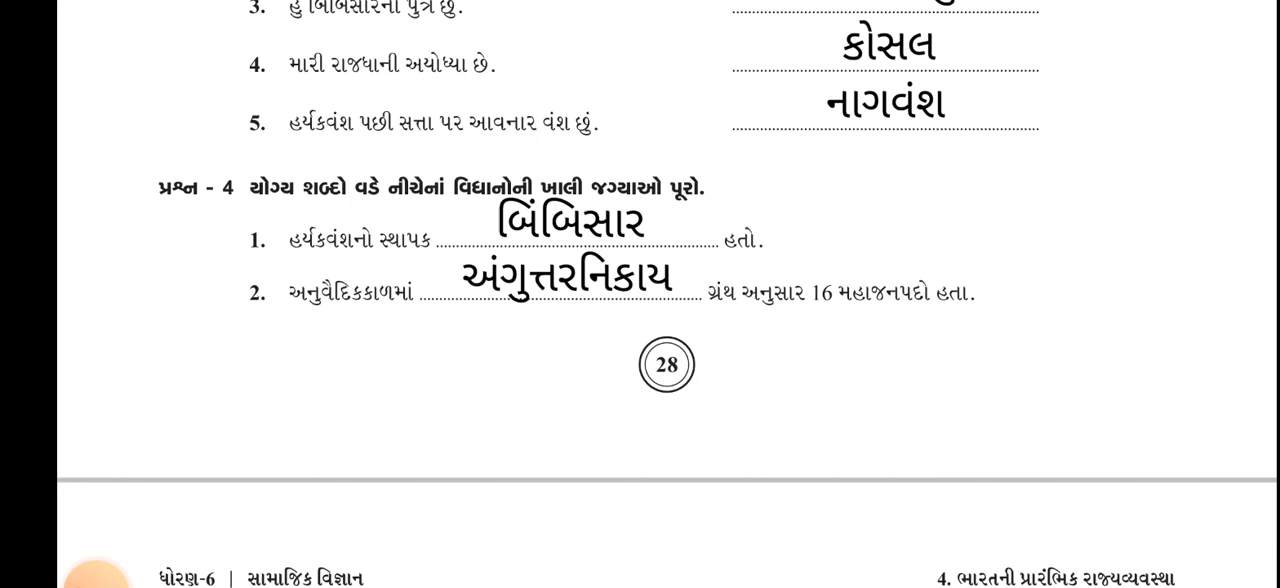 3. હું બિંબિસારનો પુત્ર છું.
4. મારી રાજધાની અયોધ્યા છે. કોસલ
5. હર્યકવંશ પછી સત્તા પર આવનાર વંશ છું. નાગવંશ
પ્રશ્ન - 4 યોગ્ય શબ્દો વડે નીચેનાં વિધાનોની ખાલી જગ્યાઓ પૂરો.
1. હર્યકવંશનો સ્થાપક બિંબિસાર હતો.
2. અનુવૈદિકકાળમાં અંગુત્તરનિકાય ગ્રંથ અનુસાર 16 મહાજનપદો હતા.
28
ધોરણ-6 | સામાજિક વિજ્ઞાન 4. ભારતની પ્રારંભિક રાજ્યવ્યવસ્થા